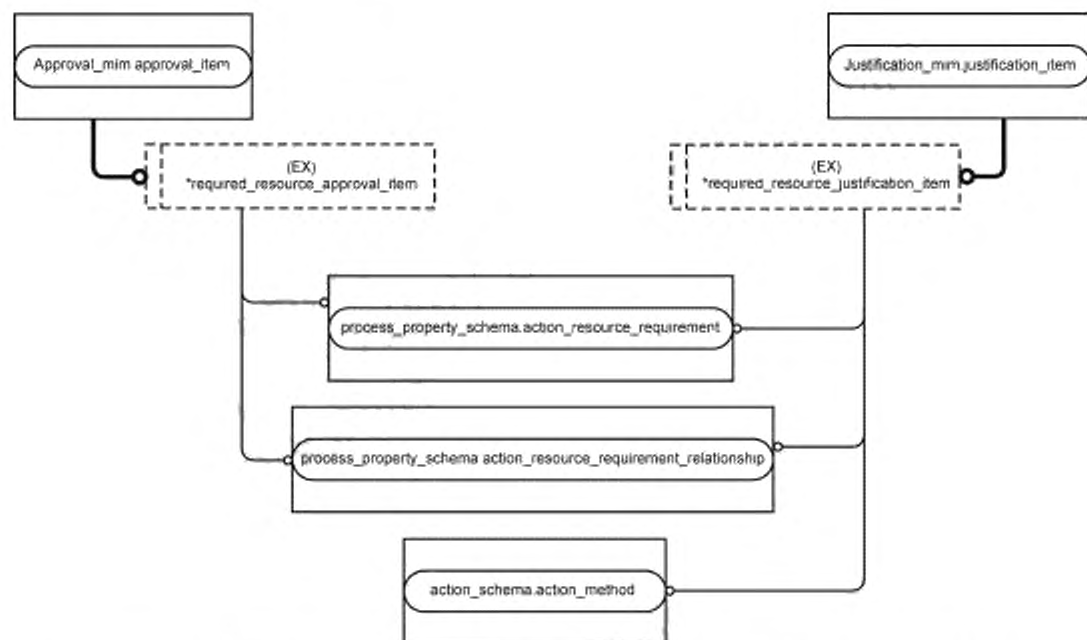 Approval_mim.approval_item
Justification_mim.justification_item
(EX)
*required_resource_approval_item
(EX)
*required_resource_justification_item
process_property_schema.action_resource_requirement
process_property_schema.action_resource_requirement_relationship
action_schema.action_method